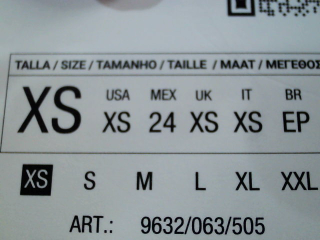 TALLA / SIZE / TAMANHO / TAILLE / MAAT / ΜΕΓΕΘΟΣ
XS
USA MEX UK IT BR
XS 24 XS XS EP
XS S M L XL XXL
ART.: 9632/063/505